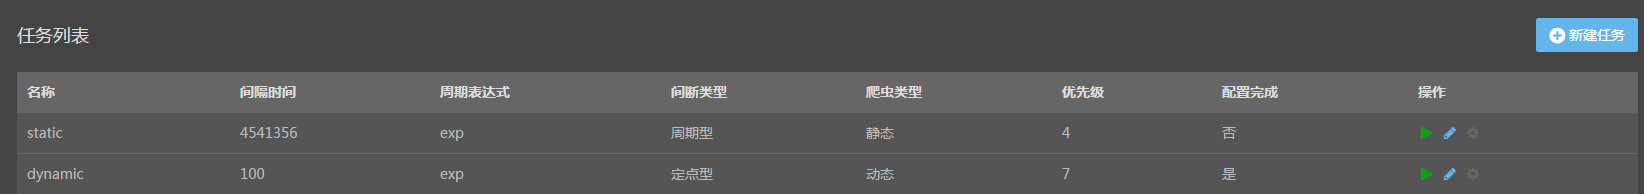 任务列表
新建任务
名称 间隔时间 周期表达式 间断类型 爬虫类型 优先级 配置完成 操作
static 4541356 exp 周期型 静态 4 否
dynamic 100 exp 定点型 动态 7 是